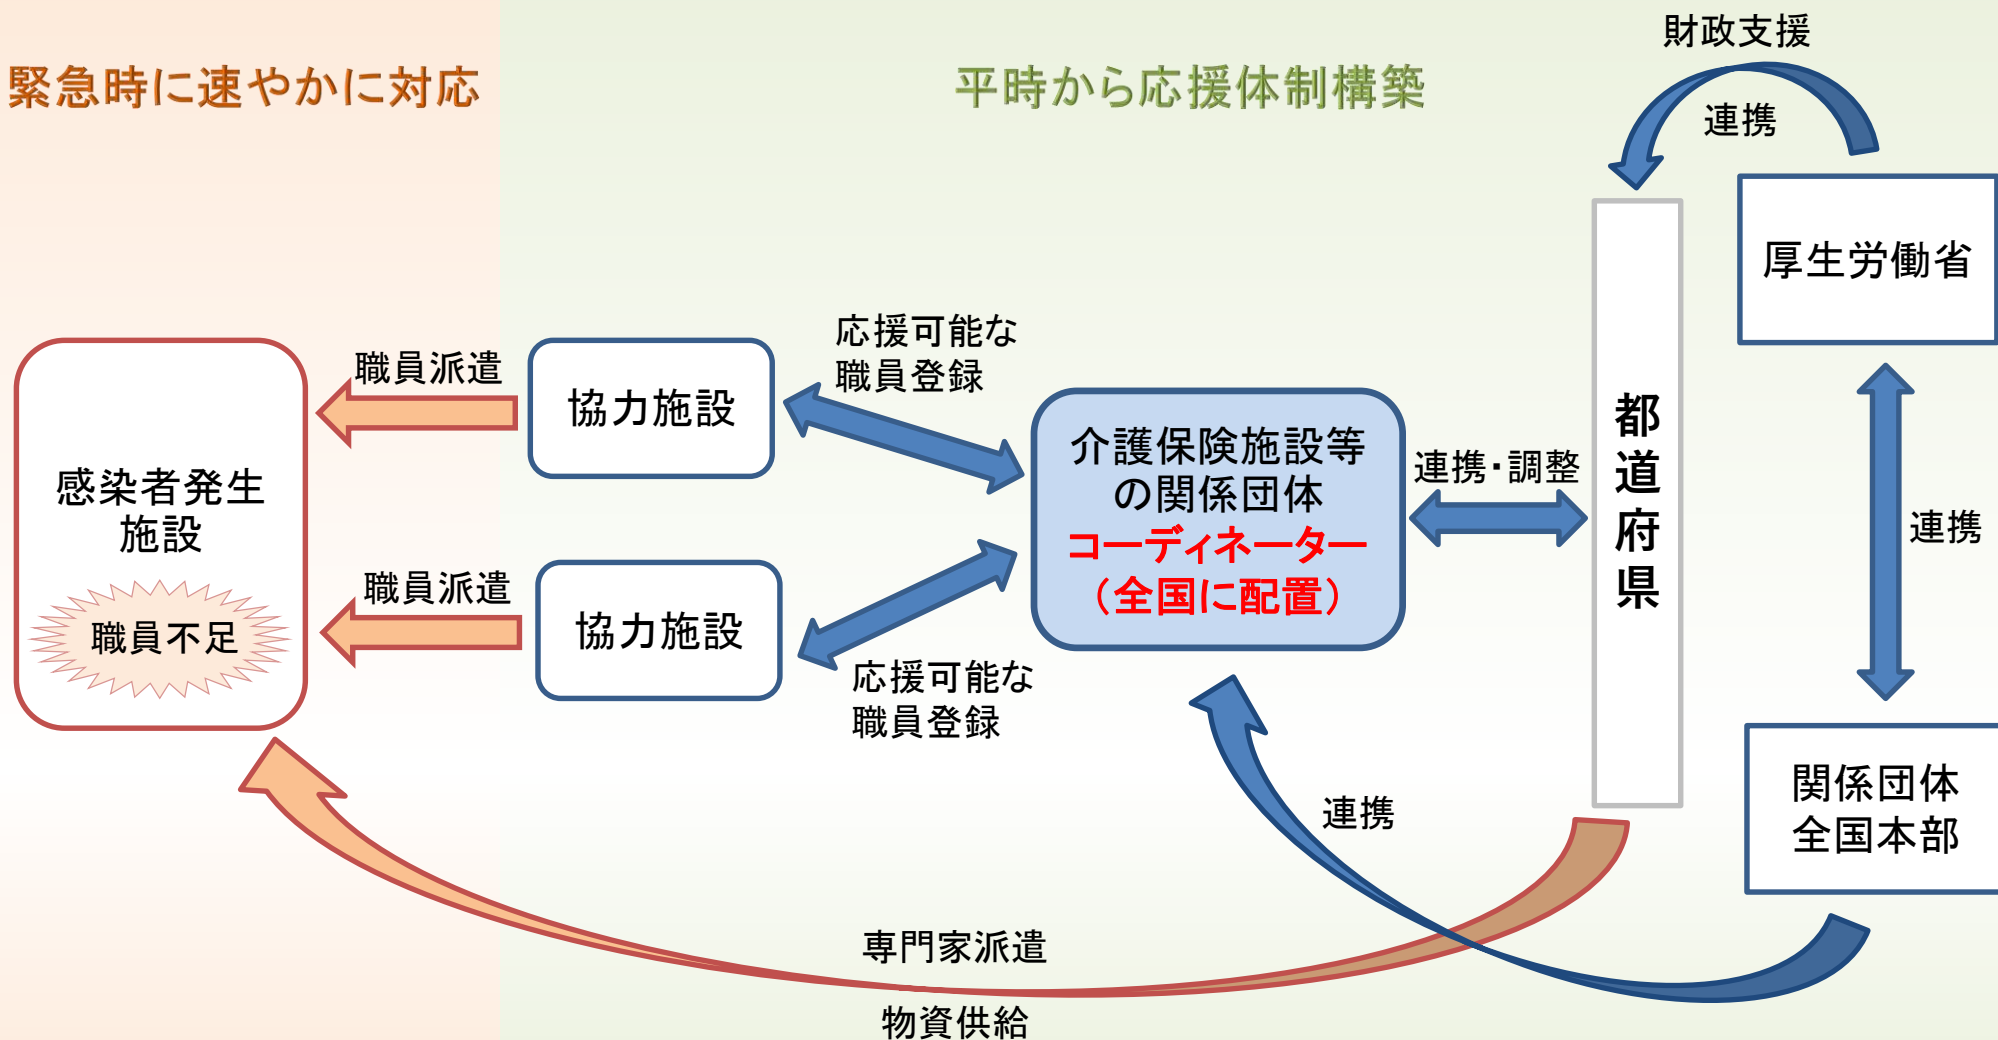 緊急時に速やかに対応
平時から応援体制構築
財政支援
連携
厚生労働省
応援可能な
職員登録
職員派遣
協力施設
都道府県
介護保険施設等
の関係団体
コーディネーター
（全国に配置）
連携・調整
感染者発生
施設
職員不足
職員派遣
協力施設
応援可能な
職員登録
連携
関係団体
全国本部
連携
専門家派遣
物資供給